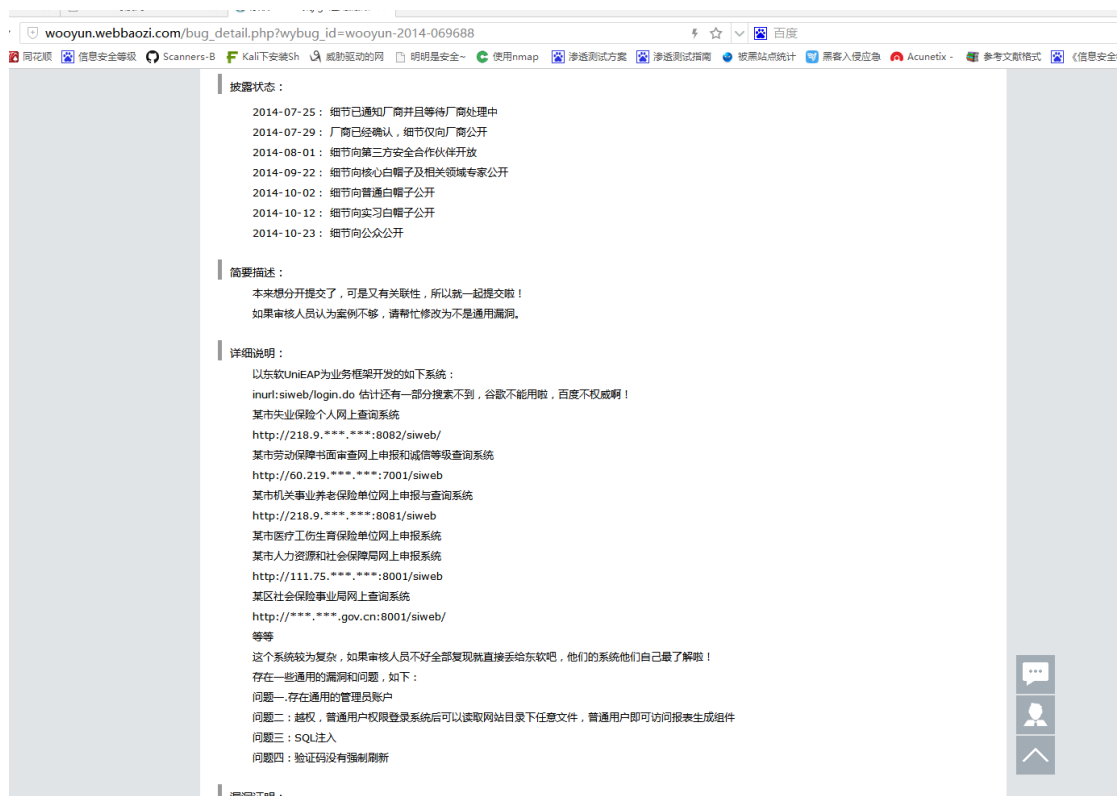 wooyun.webbaozi.com/bug_detail.php?wybug_id=wooyun-2014-069688 百度
同花顺 信息安全等级 Scanners-B Kali下安装Sh 威胁驱动的网 明明是安全~ 使用nmap 渗透测试方案 渗透测试指南 被黑站点统计 黑客入侵应急 Acunetix - 参考文献格式 《信息安全
披露状态：
2014-07-25： 细节已通知厂商并且等待厂商处理中
2014-07-29： 厂商已经确认，细节仅向厂商公开
2014-08-01： 细节向第三方安全合作伙伴开放
2014-09-22： 细节向核心白帽子及相关领域专家公开
2014-10-02： 细节向普通白帽子公开
2014-10-12： 细节向实习白帽子公开
2014-10-23： 细节向公众公开
简要描述：
本来想分开提交了，可是又有关联性，所以就一起提交啦！
如果审核人员认为案例不够，请帮忙修改为不是通用漏洞。
详细说明：
以东软UniEAP为业务框架开发的如下系统：
inurl:siweb/login.do 估计还有一部分搜素不到，谷歌不能用啦，百度不权威啊！
某市失业保险个人网上查询系统
http://218.9.***.***:8082/siweb/
某市劳动保障书面审查网上申报和诚信等级查询系统
http://60.219.***.***:7001/siweb
某市机关事业养老保险单位网上申报与查询系统
http://218.9.***.***:8081/siweb
某市医疗工伤生育保险单位网上申报系统
某市人力资源和社会保障局网上申报系统
http://111.75.***.***:8001/siweb
某区社会保险事业局网上查询系统
http://***.***.gov.cn:8001/siweb/
等等
这个系统较为复杂，如果审核人员不好全部复现就直接丢给东软吧，他们的系统他们自己最了解啦！
存在一些通用的漏洞和问题，如下：
问题一.存在通用的管理员账户
问题二：越权，普通用户权限登录系统后可以读取网站目录下任意文件，普通用户即可访问报表生成组件
问题三：SQL注入
问题四：验证码没有强制刷新
漏洞证明：